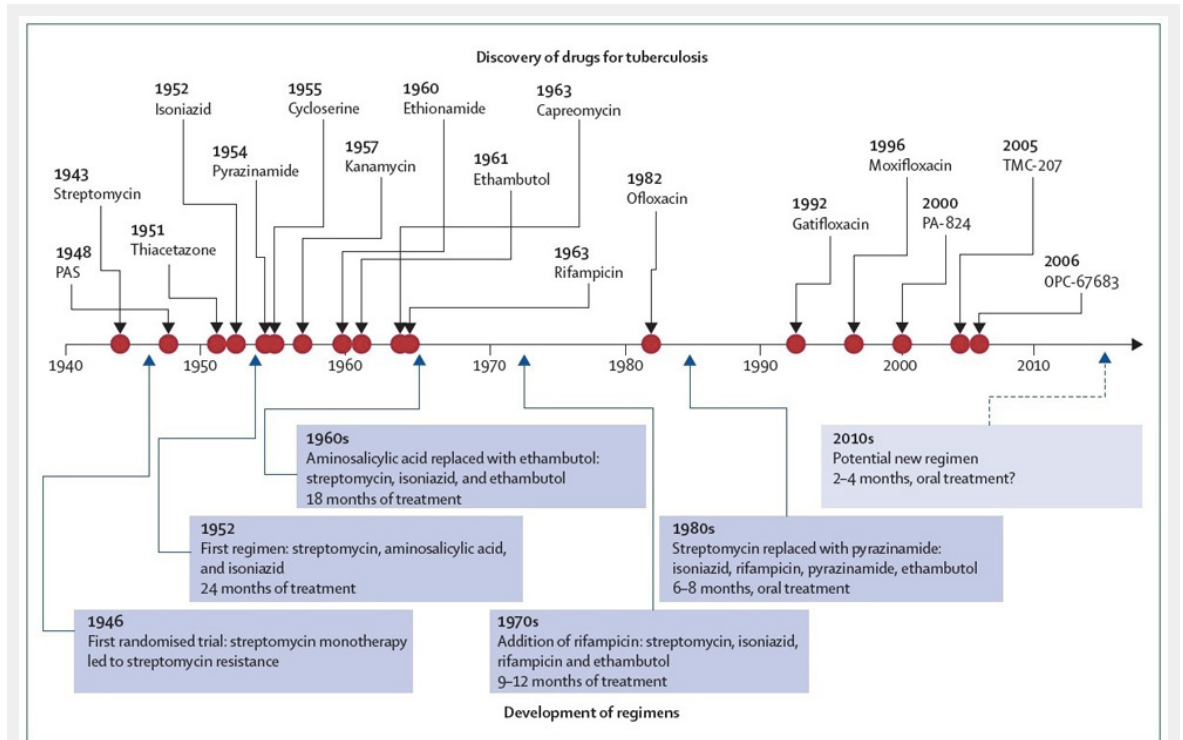 Discovery of drugs for tuberculosis
1952
Isoniazid
1955
Cycloserine
1960
Ethionamide
1963
Capreomycin
1954
Pyrazinamide
1957
Kanamycin
1961
Ethambutol
1943
Streptomycin
1951
Thiacetazone
1948
PAS
1963
Rifampicin
1982
Ofloxacin
1992
Gatifloxacin
1996
Moxifloxacin
2000
PA-824
2005
TMC-207
2006
OPC-67683
1940
1950
1960
1970
1980
1990
2000
2010
1960s
Aminosalicylic acid replaced with ethambutol:
streptomycin, isoniazid, and ethambutol
18 months of treatment
2010s
Potential new regimen
2–4 months, oral treatment?
1952
First regimen: streptomycin, aminosalicylic acid,
and isoniazid
24 months of treatment
1980s
Streptomycin replaced with pyrazinamide:
isoniazid, rifampicin, pyrazinamide, ethambutol
6–8 months, oral treatment
1946
First randomised trial: streptomycin monotherapy
led to streptomycin resistance
1970s
Addition of rifampicin: streptomycin, isoniazid,
rifampicin and ethambutol
9–12 months of treatment
Development of regimens